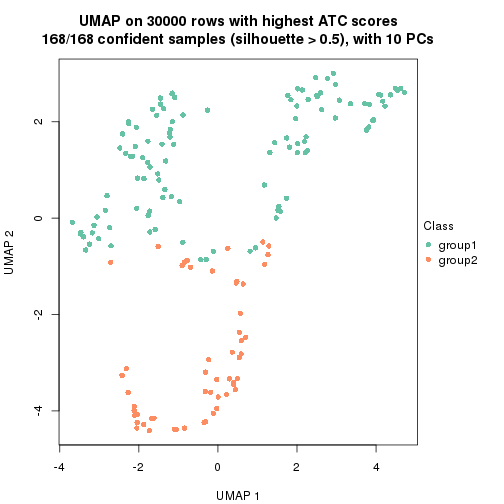 UMAP on 30000 rows with highest ATC scores
168/168 confident samples (silhouette > 0.5), with 10 PCs
2
0
-2
-4
UMAP 2
-4
-2
0
2
4
UMAP 1
Class
group1
group2